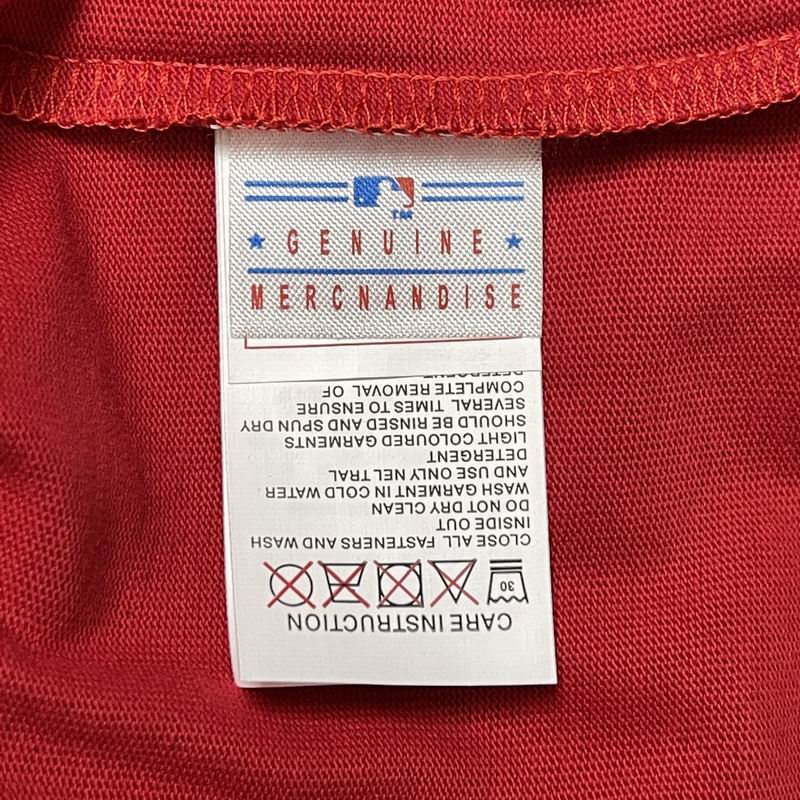 TM
GENUINE
MERCNANDISE
CARE INSTRUCTION
30
CLOSE ALL FASTENERS AND WASH
INSIDE OUT
DO NOT DRY CLEAN
WASH GARMENT IN COLD WATER
AND USE ONLY NEL TRAL
DETERGENT
LIGHT COLOURED GARMENTS
SHOULD BE RINSED AND SPUN DRY
SEVERAL TIMES TO ENSURE
COMPLETE REMOVAL OF
DETERGENT